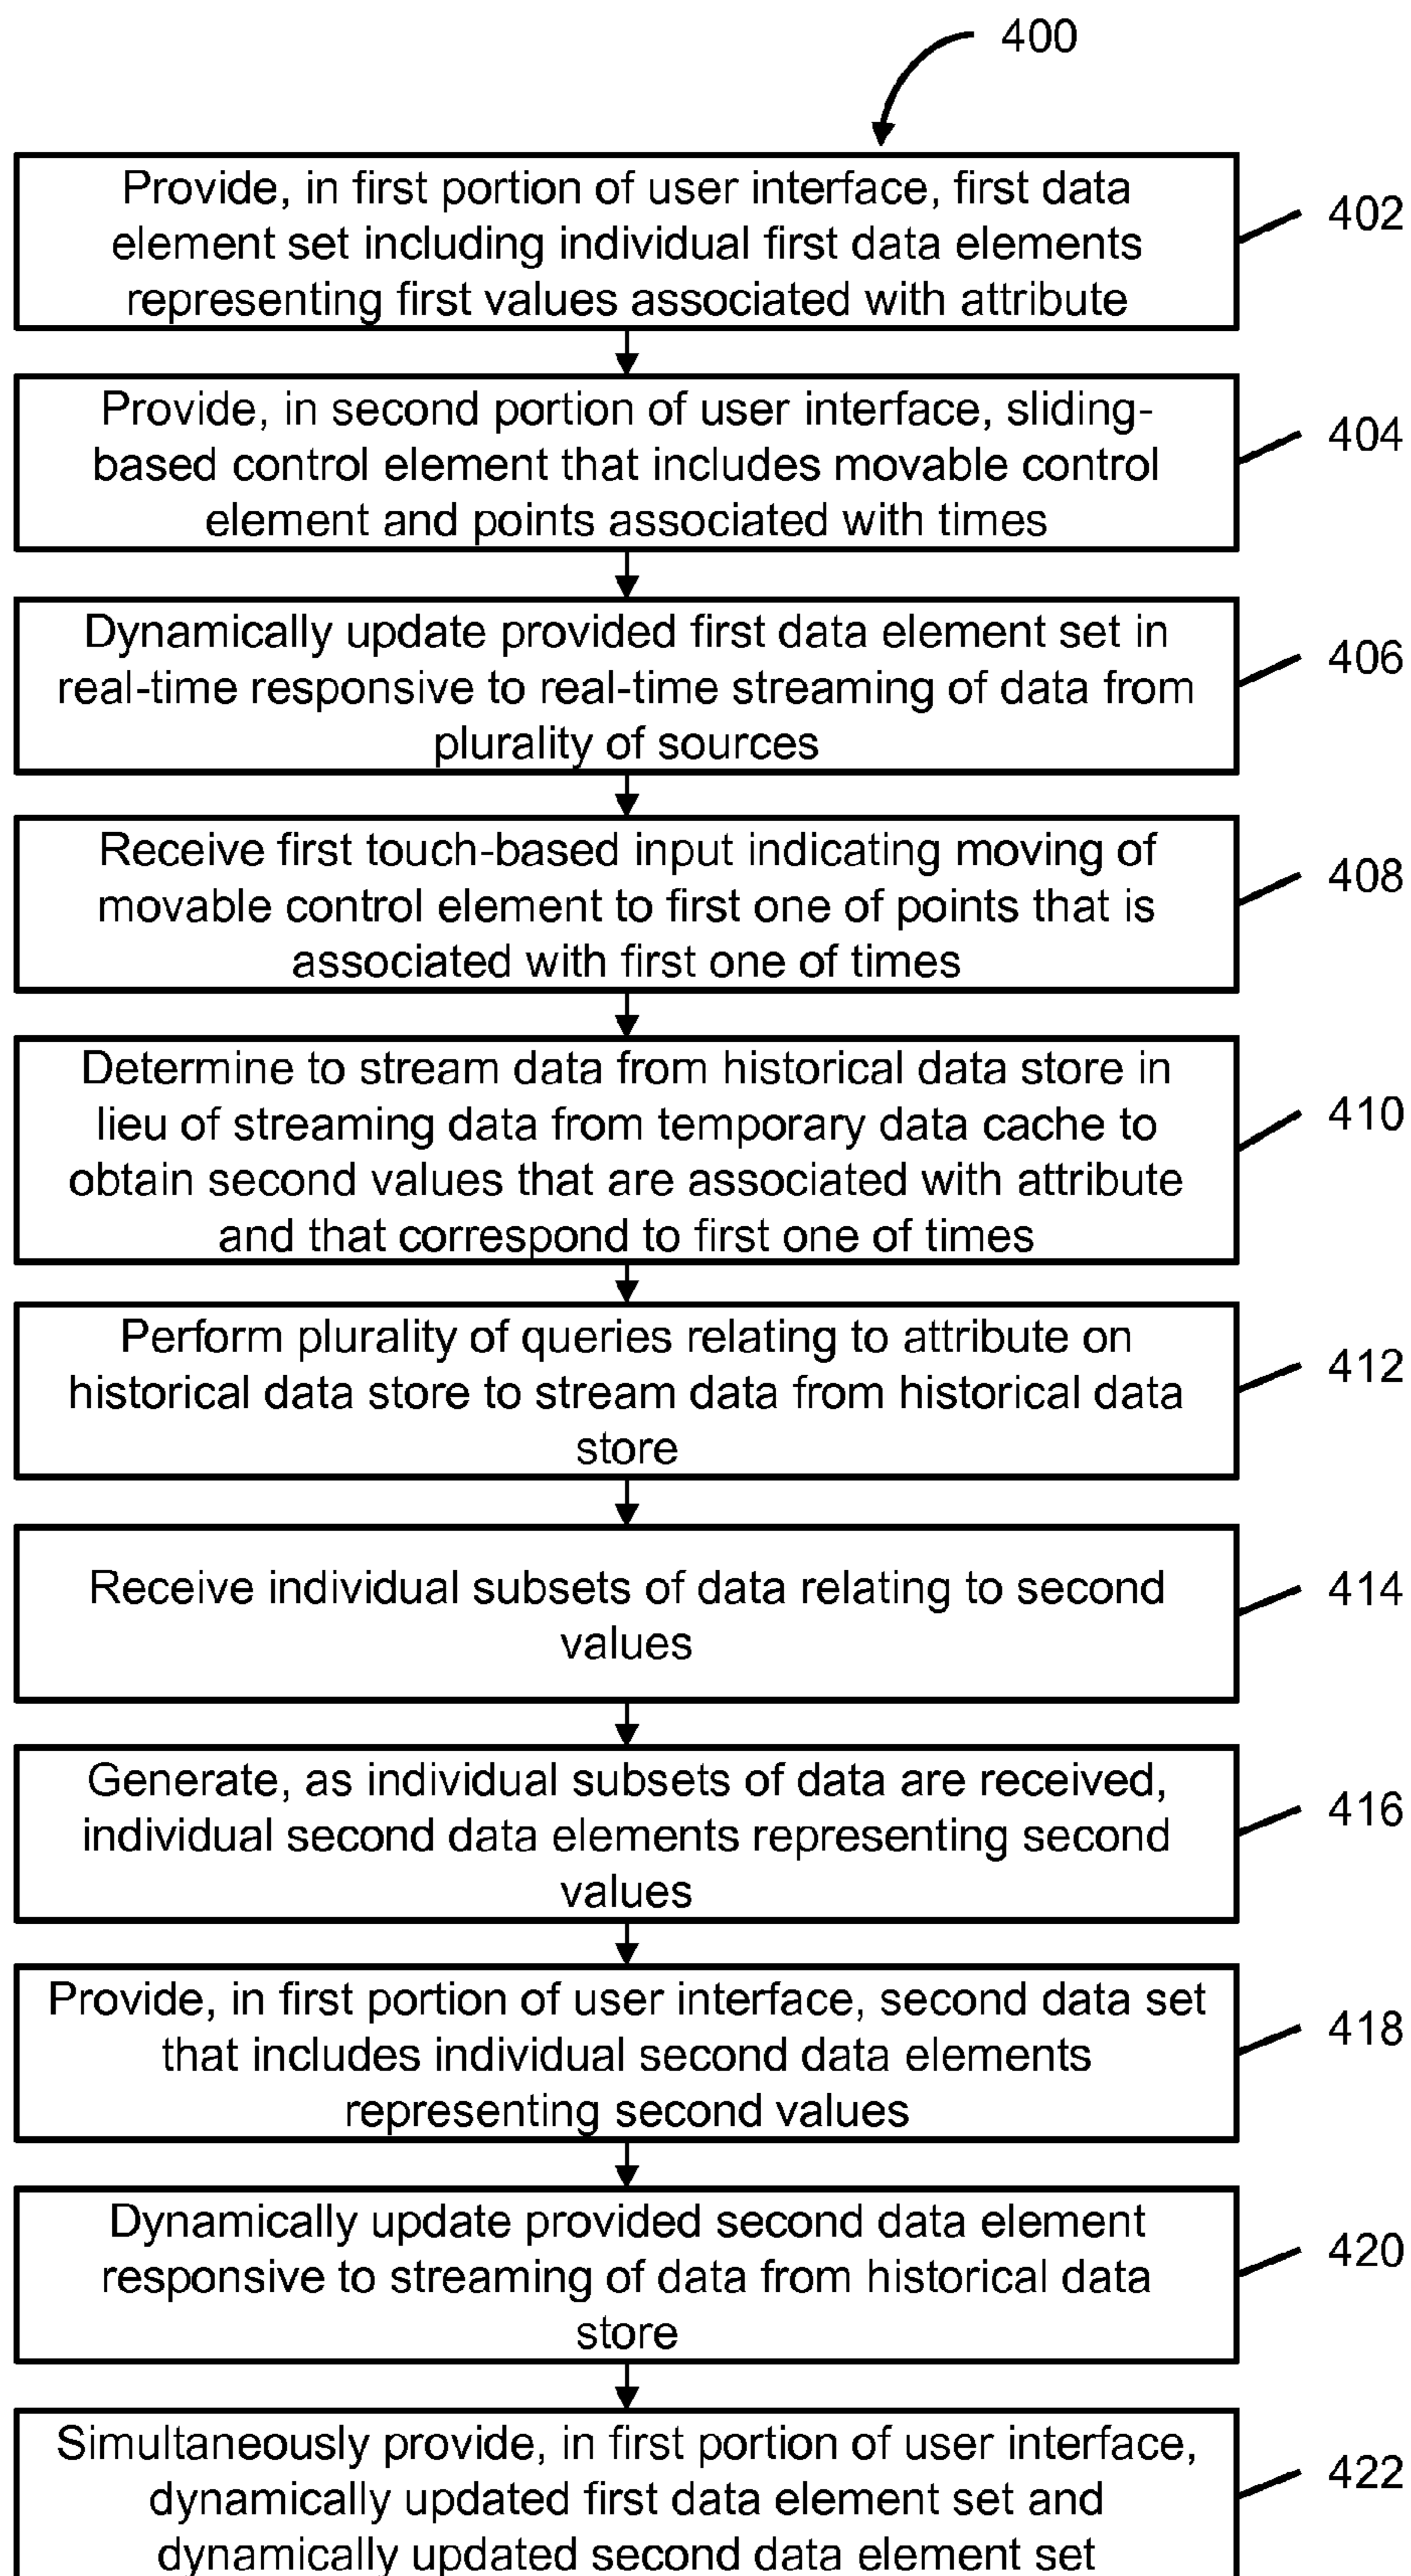 400
Provide, in first portion of user interface, first data
element set including individual first data elements
representing first values associated with attribute
402
Provide, in second portion of user interface, sliding-
based control element that includes movable control
element and points associated with times
404
Dynamically update provided first data element set in
real-time responsive to real-time streaming of data from
plurality of sources
406
Receive first touch-based input indicating moving of
movable control element to first one of points that is
associated with first one of times
408
Determine to stream data from historical data store in
lieu of streaming data from temporary data cache to
obtain second values that are associated with attribute
and that correspond to first one of times
410
Perform plurality of queries relating to attribute on
historical data store to stream data from historical data
store
412
Receive individual subsets of data relating to second
values
414
Generate, as individual subsets of data are received,
individual second data elements representing second
values
416
Provide, in first portion of user interface, second data set
that includes individual second data elements
representing second values
418
Dynamically update provided second data element
responsive to streaming of data from historical data
store
420
Simultaneously provide, in first portion of user interface,
dynamically updated first data element set and
dynamically updated second data element set
422